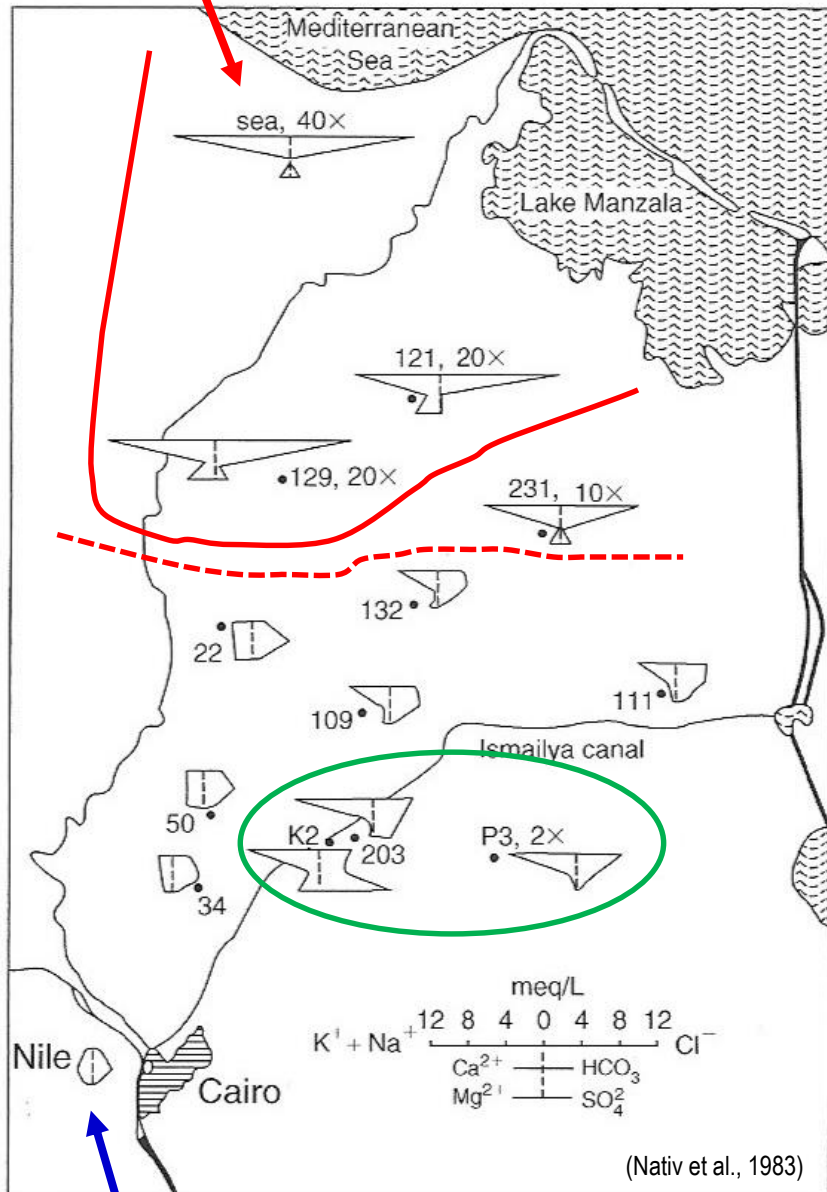 Mediterranean
Sea
sea, 40×
Lake Manzala
121, 20×
129, 20×
231, 10×
132
22
109
111
Ismailya canal
50
K2
203
P3, 2×
34
meq/L
12 8 4 0 4 8 12
K⁺ + Na⁺
Cl⁻
Ca²⁺
HCO₃
Mg²⁺
SO₄²
Nile
Cairo
(Nativ et al., 1983)